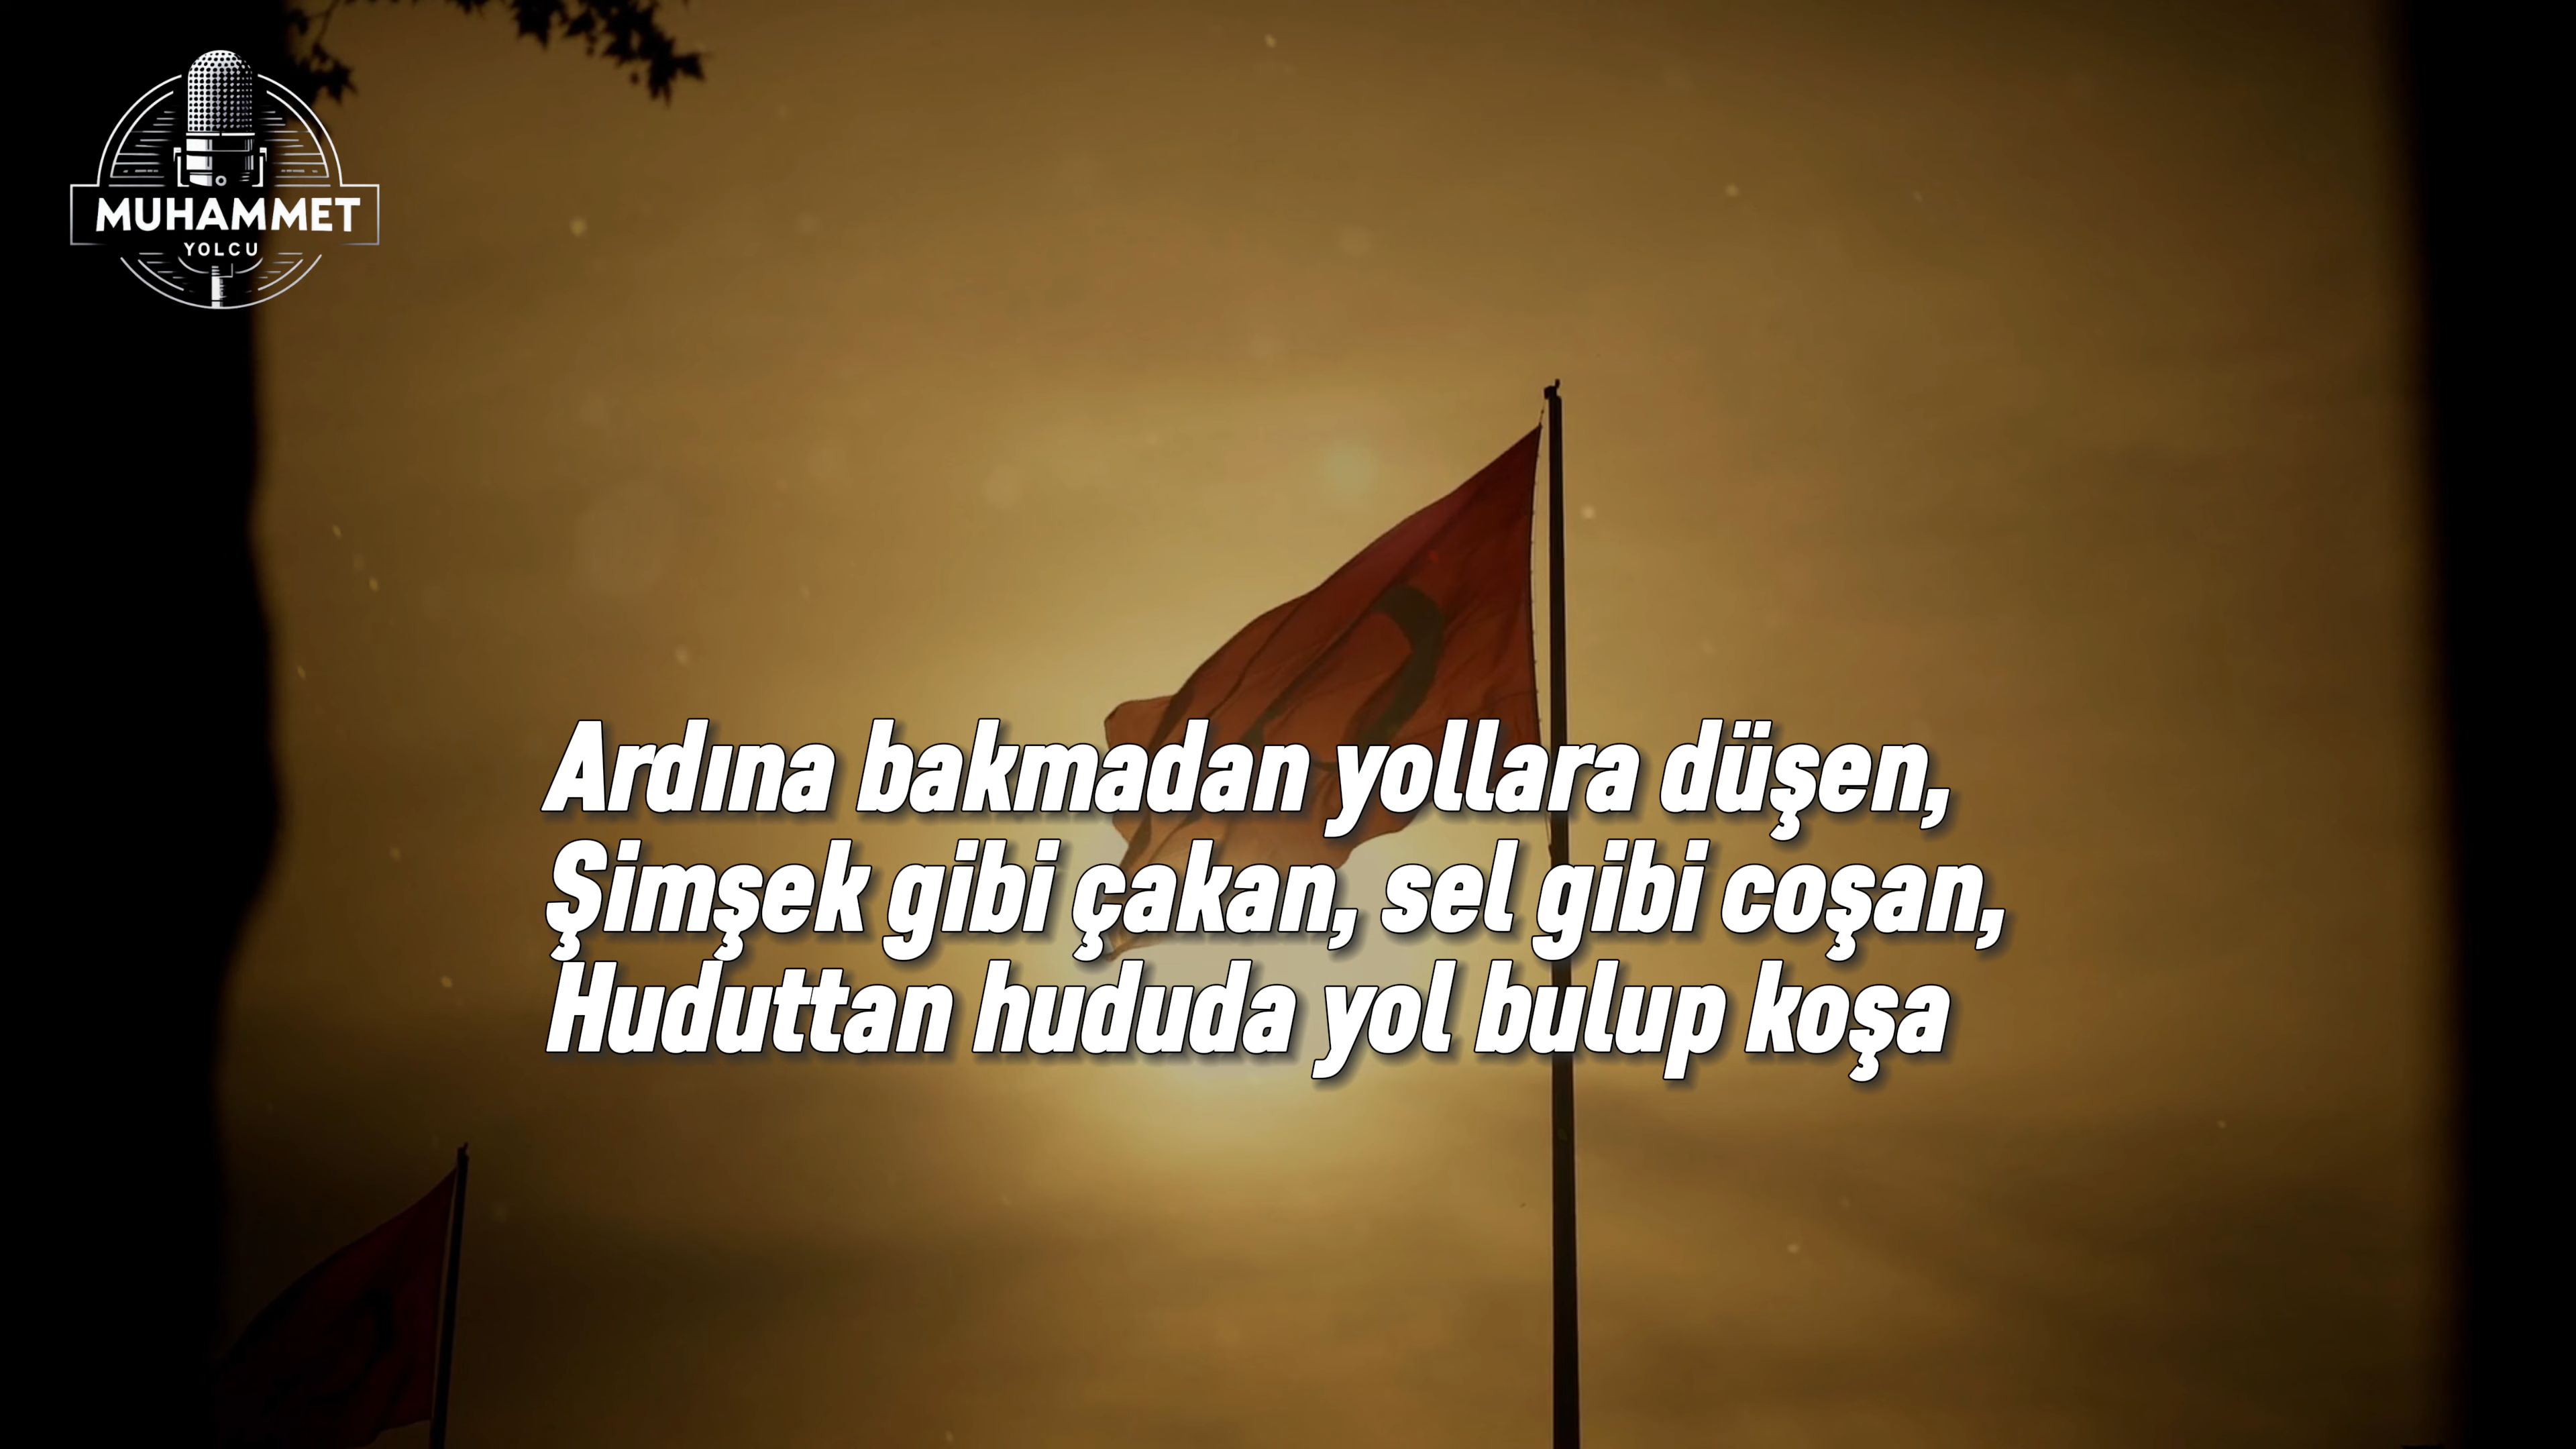 MUHAMMET
YOLCU
Ardına bakmadan yollara düşen,
Şimşek gibi çakan, sel gibi coşan,
Huduttan hududa yol bulup koşa